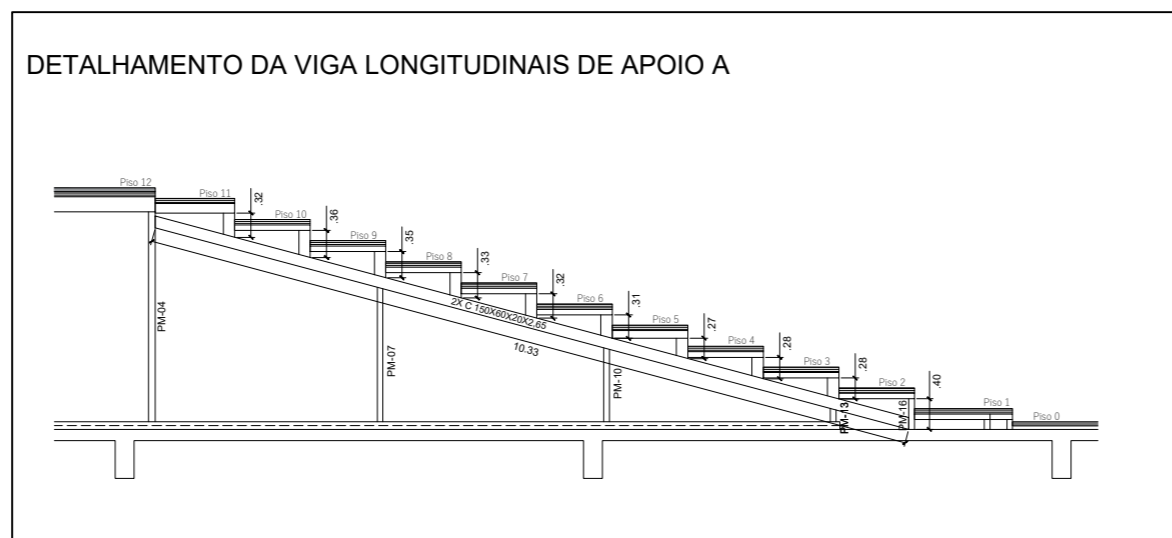 DETALHAMENTO DA VIGA LONGITUDINAIS DE APOIO A
Piso 12
Piso 11
.32
Piso 10
.36
Piso 9
.35
Piso 8
.33
Piso 7
.32
Piso 6
.31
Piso 5
.27
Piso 4
.28
Piso 3
.28
Piso 2
.40
Piso 1
Piso 0
2X C 150X60X20X2,65
10.33
PM-04
PM-07
PM-10
PM-13
PM-16